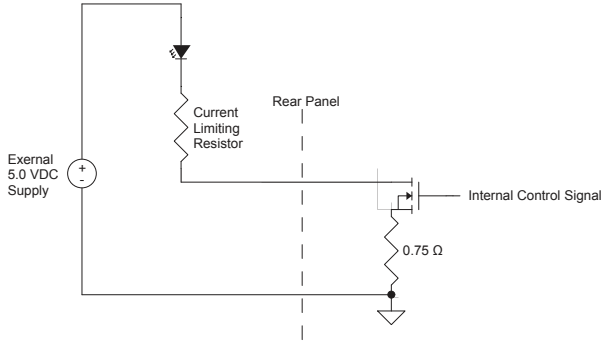 Rear Panel
Current
Limiting
Resistor
Exernal
5.0 VDC
Supply
+
-
Internal Control Signal
0.75 Ω